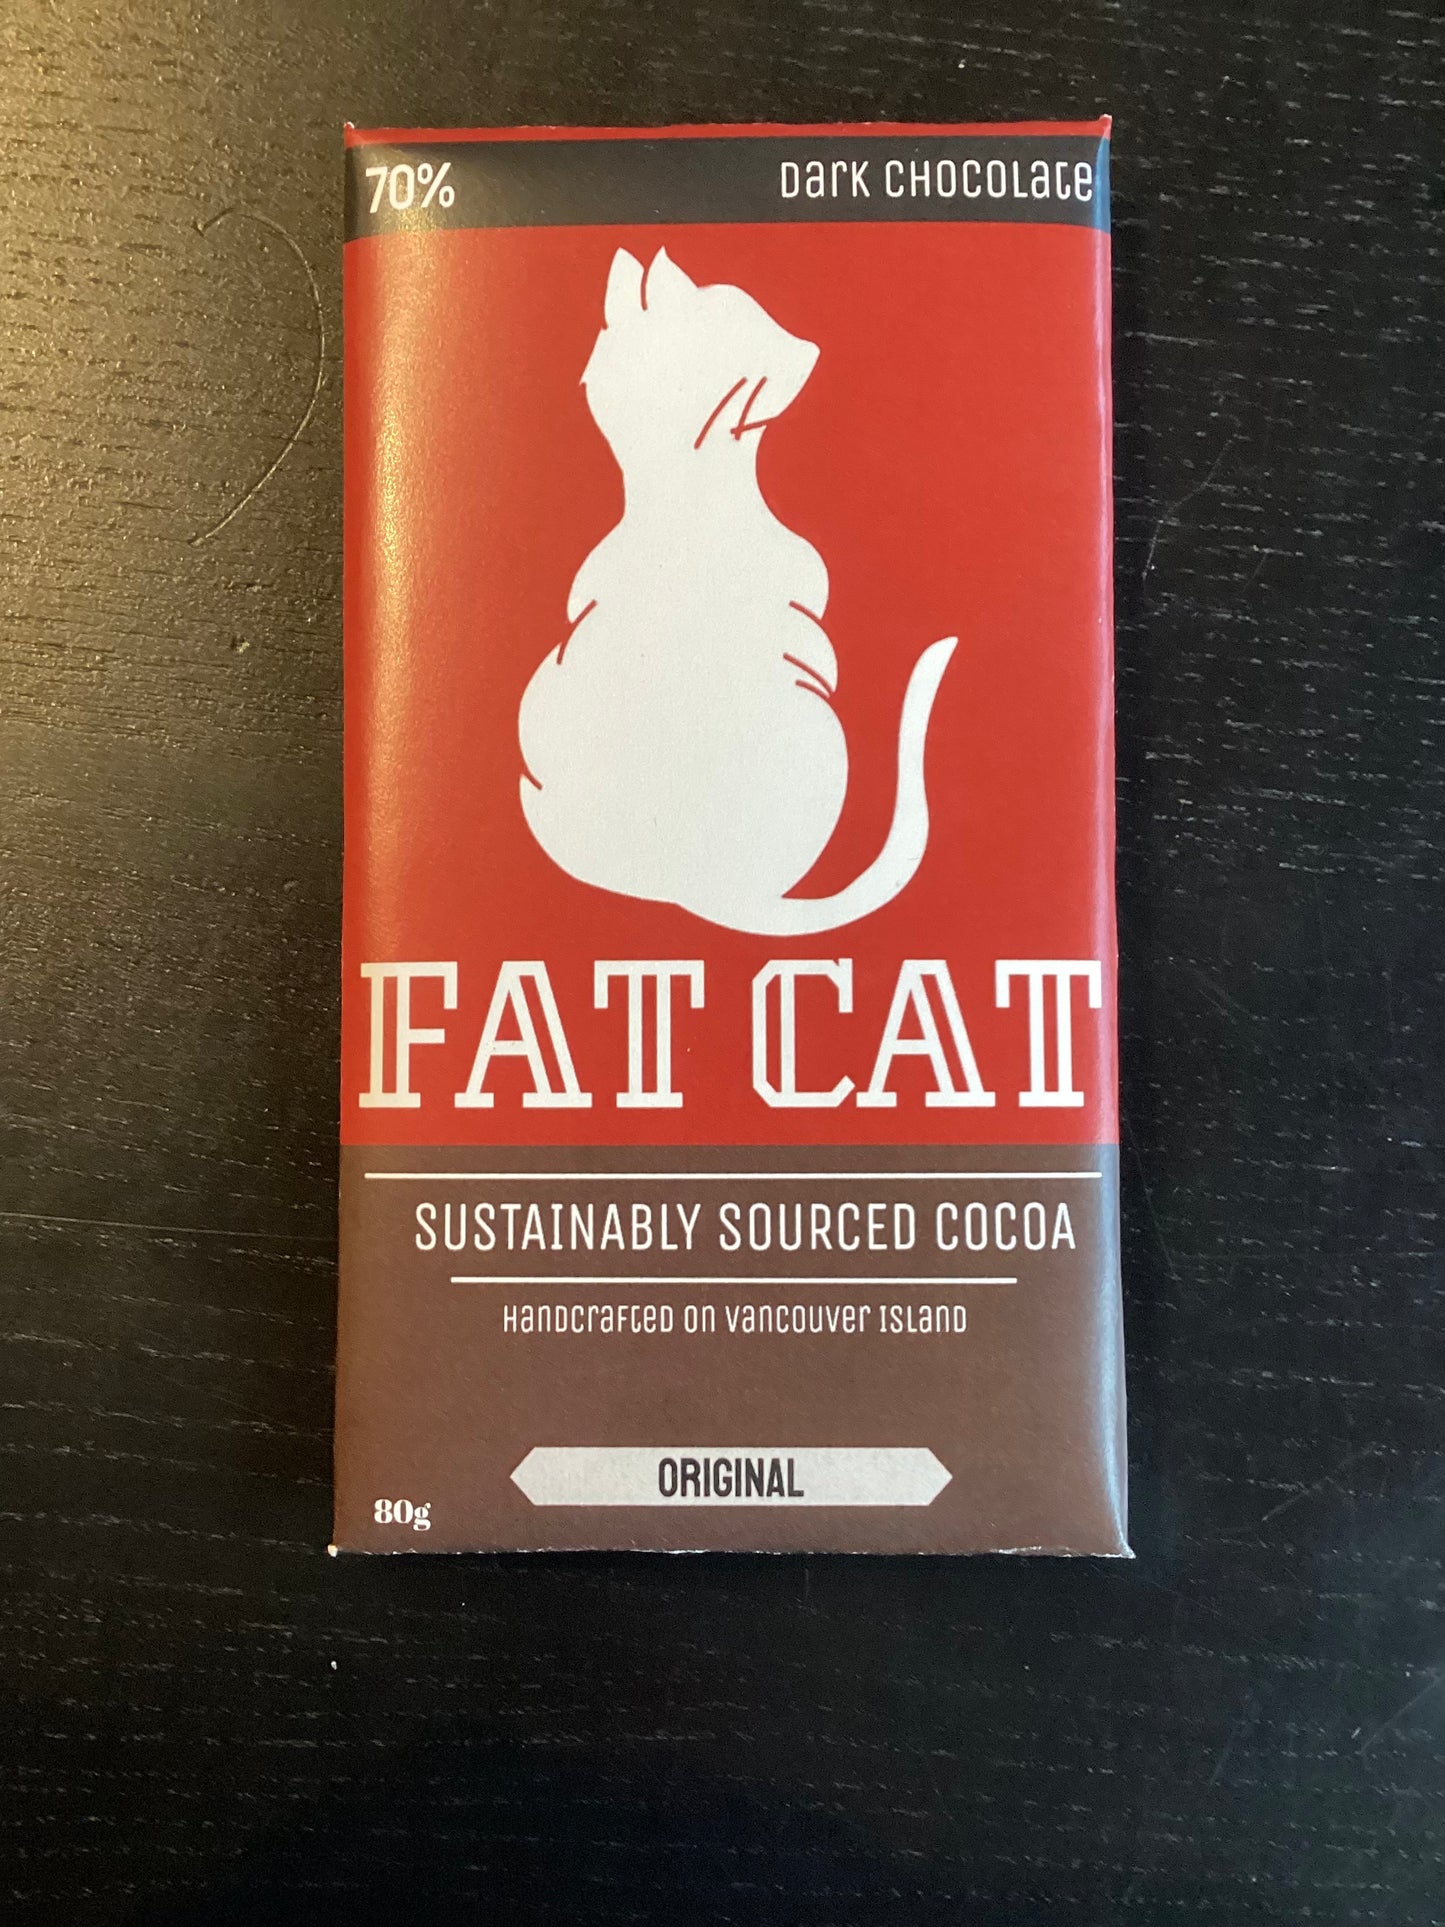 70%
Dark Chocolate
FAT CAT
SUSTAINABLY SOURCED COCOA
Handcrafted on Vancouver Island
ORIGINAL
80g